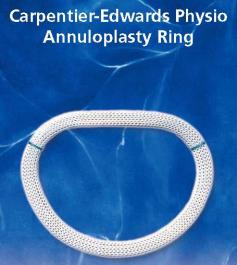 Carpentier-Edwards Physio
Annuloplasty Ring